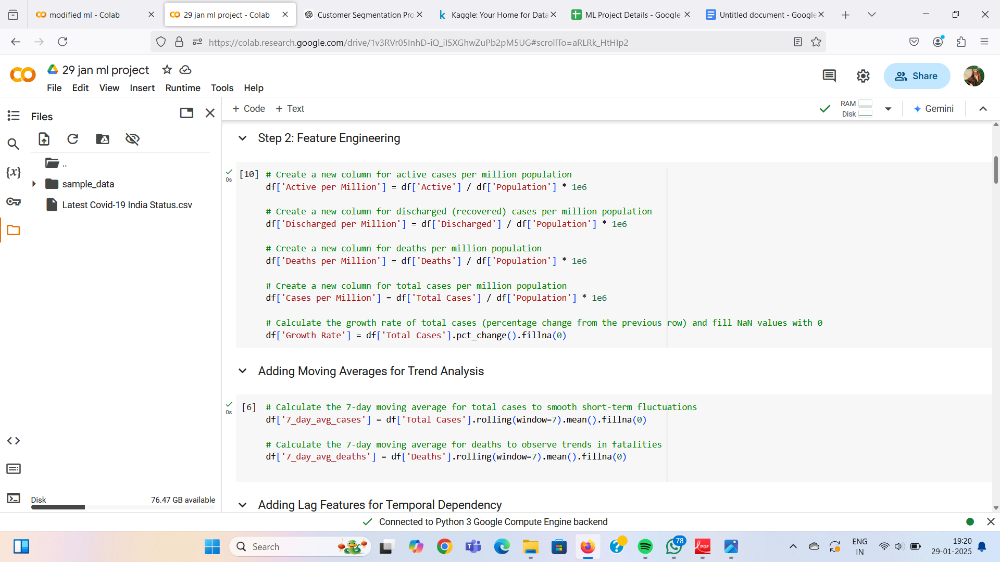 modified ml - Colab
29 jan ml project - Colab
Customer Segmentation Pro
Kaggle: Your Home for Data
ML Project Details - Google
Untitled document - Google
https://colab.research.google.com/drive/1v3RVr05InhD-iQ_iI5XGhwZuPb2pM5UG#scrollTo=aRLRk_HtHIp2
CO
29 jan ml project
File Edit View Insert Runtime Tools Help
Share
Files
+ Code + Text
RAM
Disk
Gemini
..
sample_data
Latest Covid-19 India Status.csv
{x}
Step 2: Feature Engineering
[10]
0s
# Create a new column for active cases per million population
df['Active per Million'] = df['Active'] / df['Population'] * 1e6
# Create a new column for discharged (recovered) cases per million population
df['Discharged per Million'] = df['Discharged'] / df['Population'] * 1e6
# Create a new column for deaths per million population
df['Deaths per Million'] = df['Deaths'] / df['Population'] * 1e6
# Create a new column for total cases per million population
df['Cases per Million'] = df['Total Cases'] / df['Population'] * 1e6
# Calculate the growth rate of total cases (percentage change from the previous row) and fill NaN values with 0
df['Growth Rate'] = df['Total Cases'].pct_change().fillna(0)
Adding Moving Averages for Trend Analysis
[6]
0s
# Calculate the 7-day moving average for total cases to smooth short-term fluctuations
df['7_day_avg_cases'] = df['Total Cases'].rolling(window=7).mean().fillna(0)
# Calculate the 7-day moving average for deaths to observe trends in fatalities
df['7_day_avg_deaths'] = df['Deaths'].rolling(window=7).mean().fillna(0)
Adding Lag Features for Temporal Dependency
Disk 76.47 GB available
Connected to Python 3 Google Compute Engine backend
Search
78
PDF
ENG
IN
19:20
29-01-2025